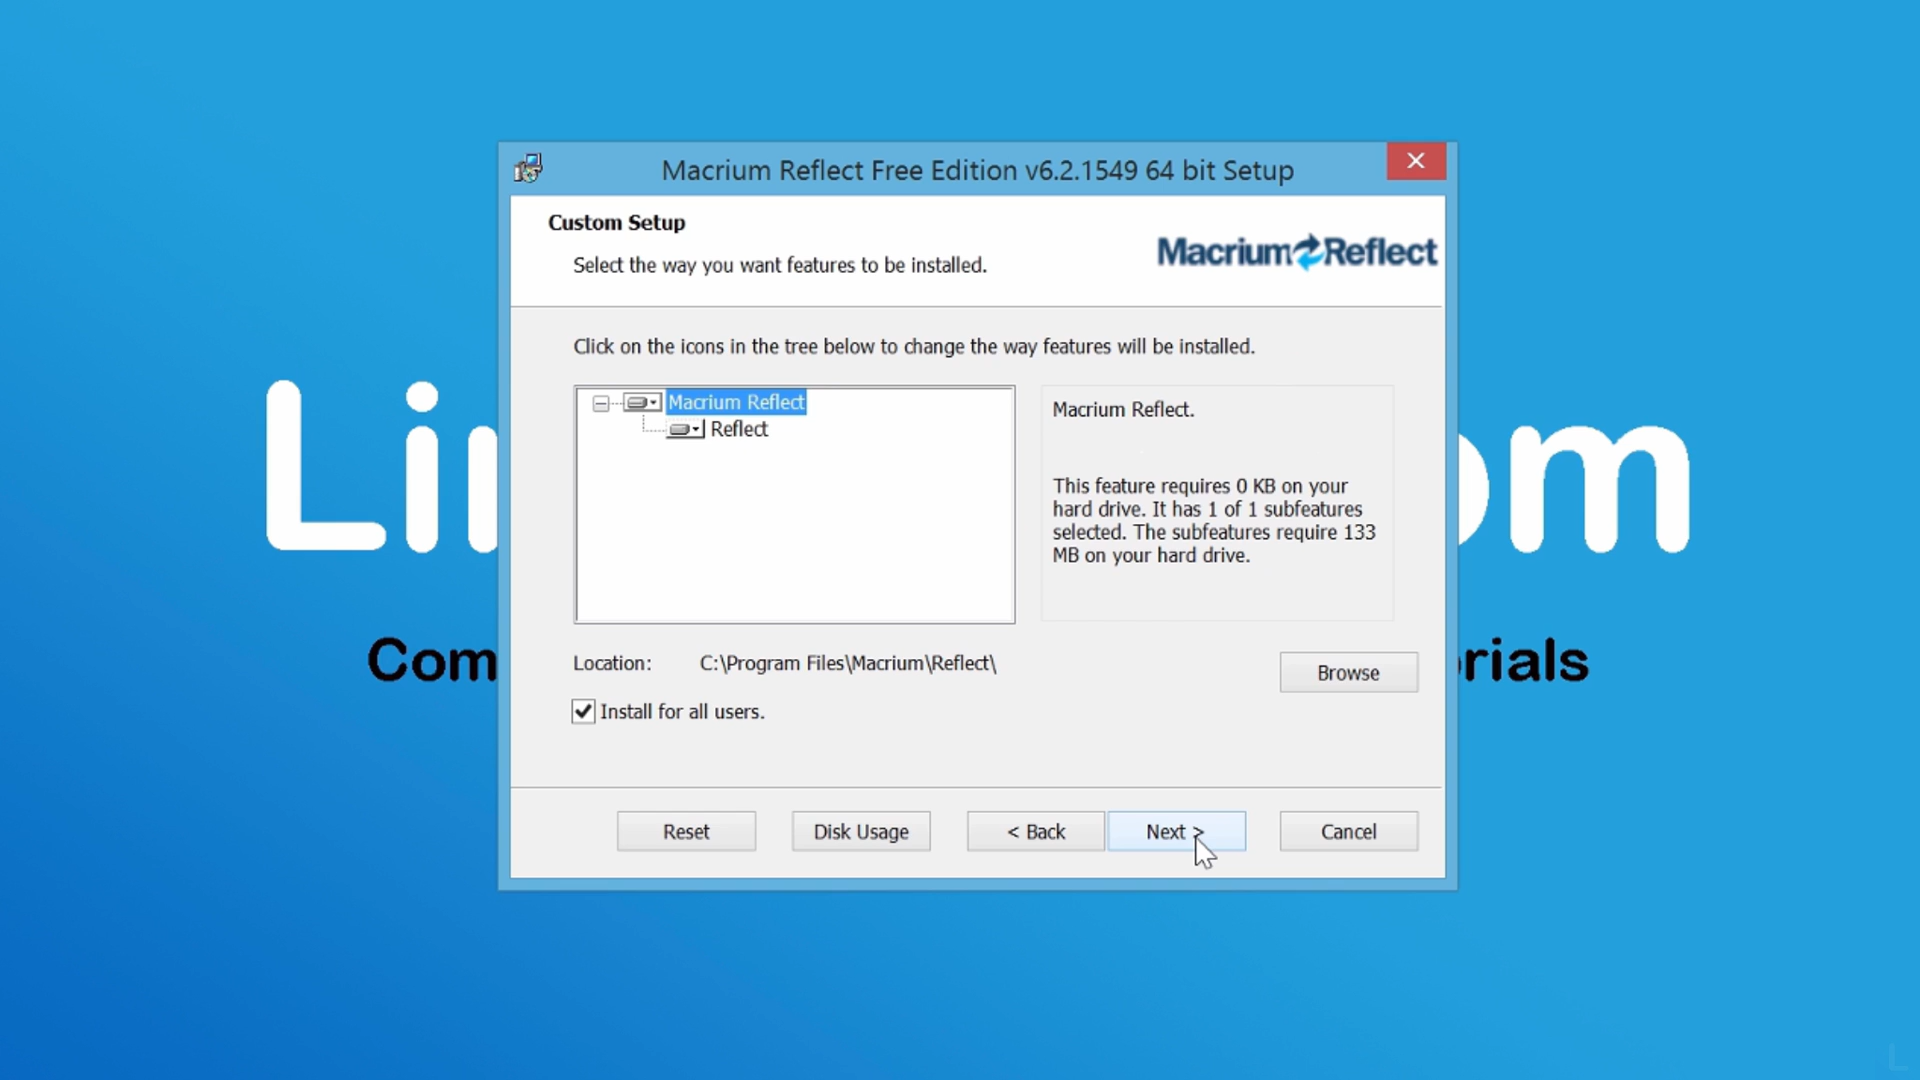 Macrium Reflect Free Edition v6.2.1549 64 bit Setup
Custom Setup
Select the way you want features to be installed.
Macrium Reflect
Click on the icons in the tree below to change the way features will be installed.
Macrium Reflect
Reflect
Macrium Reflect.
This feature requires 0 KB on your
hard drive. It has 1 of 1 subfeatures
selected. The subfeatures require 133
MB on your hard drive.
Location: C:\Program Files\Macrium\Reflect\
Browse
Install for all users.
Reset
Disk Usage
< Back
Next >
Cancel
Li
om
Com
rials
L